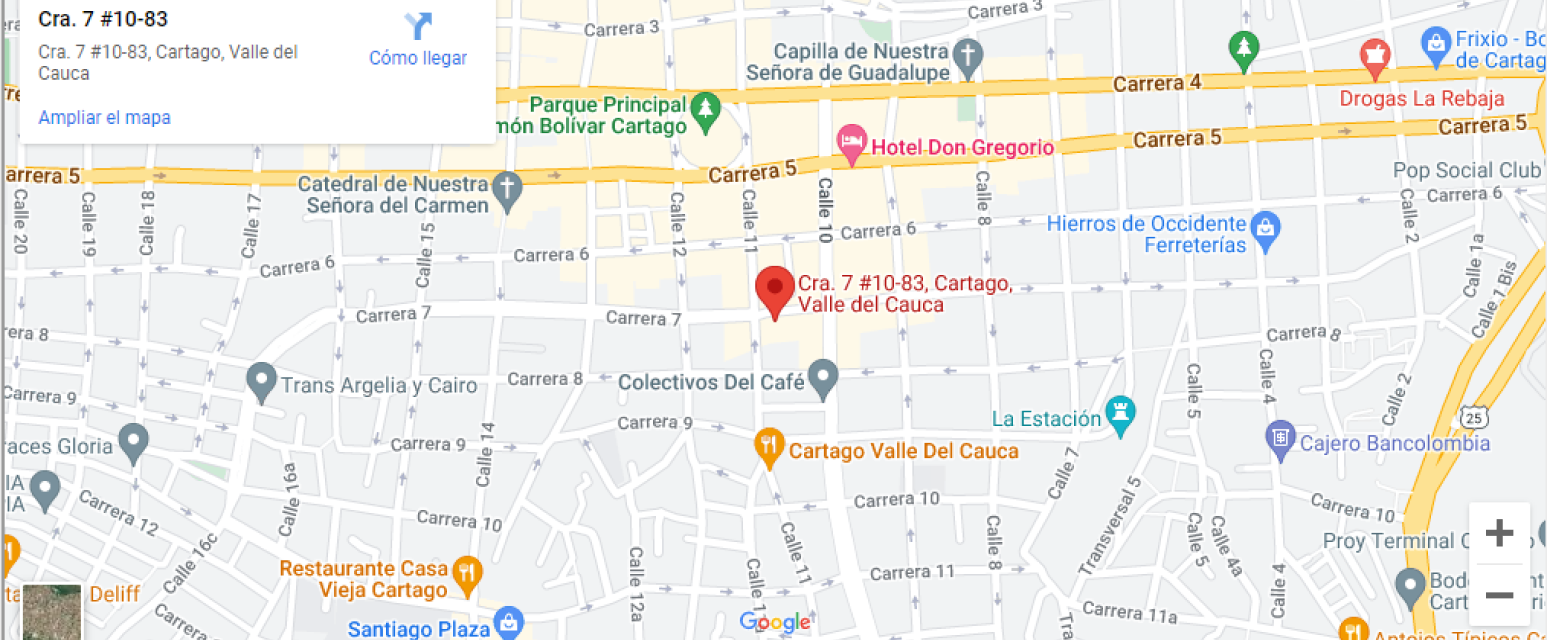 Cra. 7 #10-83
Cra. 7 #10-83, Cartago, Valle del
Cauca
Cómo llegar
Ampliar el mapa
Carrera 3
Carrera 3
Capilla de Nuestra
Señora de Guadalupe
Frixio - Bo
de Cartag
Carrera 4
Drogas La Rebaja
Parque Principal
món Bolívar Cartago
Hotel Don Gregorio
Carrera 5
Carrera 5
arrera 5
Carrera 5
Catedral de Nuestra
Señora del Carmen
Pop Social Club
Carrera 6
Calle 20
Calle 19
Calle 18
Calle 17
Calle 15
Calle 12
Calle 11
Calle 10
Calle 8
Calle 2
Calle 1a
Calle 1 Bis
Carrera 6
Carrera 6
Carrera 6
Hierros de Occidente
Ferreterías
Cra. 7 #10-83, Cartago,
Valle del Cauca
Carrera 7
Carrera 7
rera 8
Carrera 8
Carrera 8
Trans Argelia y Cairo
Colectivos Del Café
Carrera 9
Calle 5
Calle 4
Calle 2
Carrera 9
Carrera 9
La Estación
25
races Gloria
Cartago Valle Del Cauca
Cajero Bancolombia
Calle 14
Calle 7
IA
IA
Carrera 12
Calle 19a
Carrera 10
Carrera 10
Carrera 10
Transversal 5
Calle 5
Calle 4a
Calle 8
Calle 11
Calle 16c
Proy Terminal C
Restaurante Casa
Vieja Cartago
Carrera 11
Calle 12a
Calle 4
Deliff
Carrera 11a
Santiago Plaza
Google